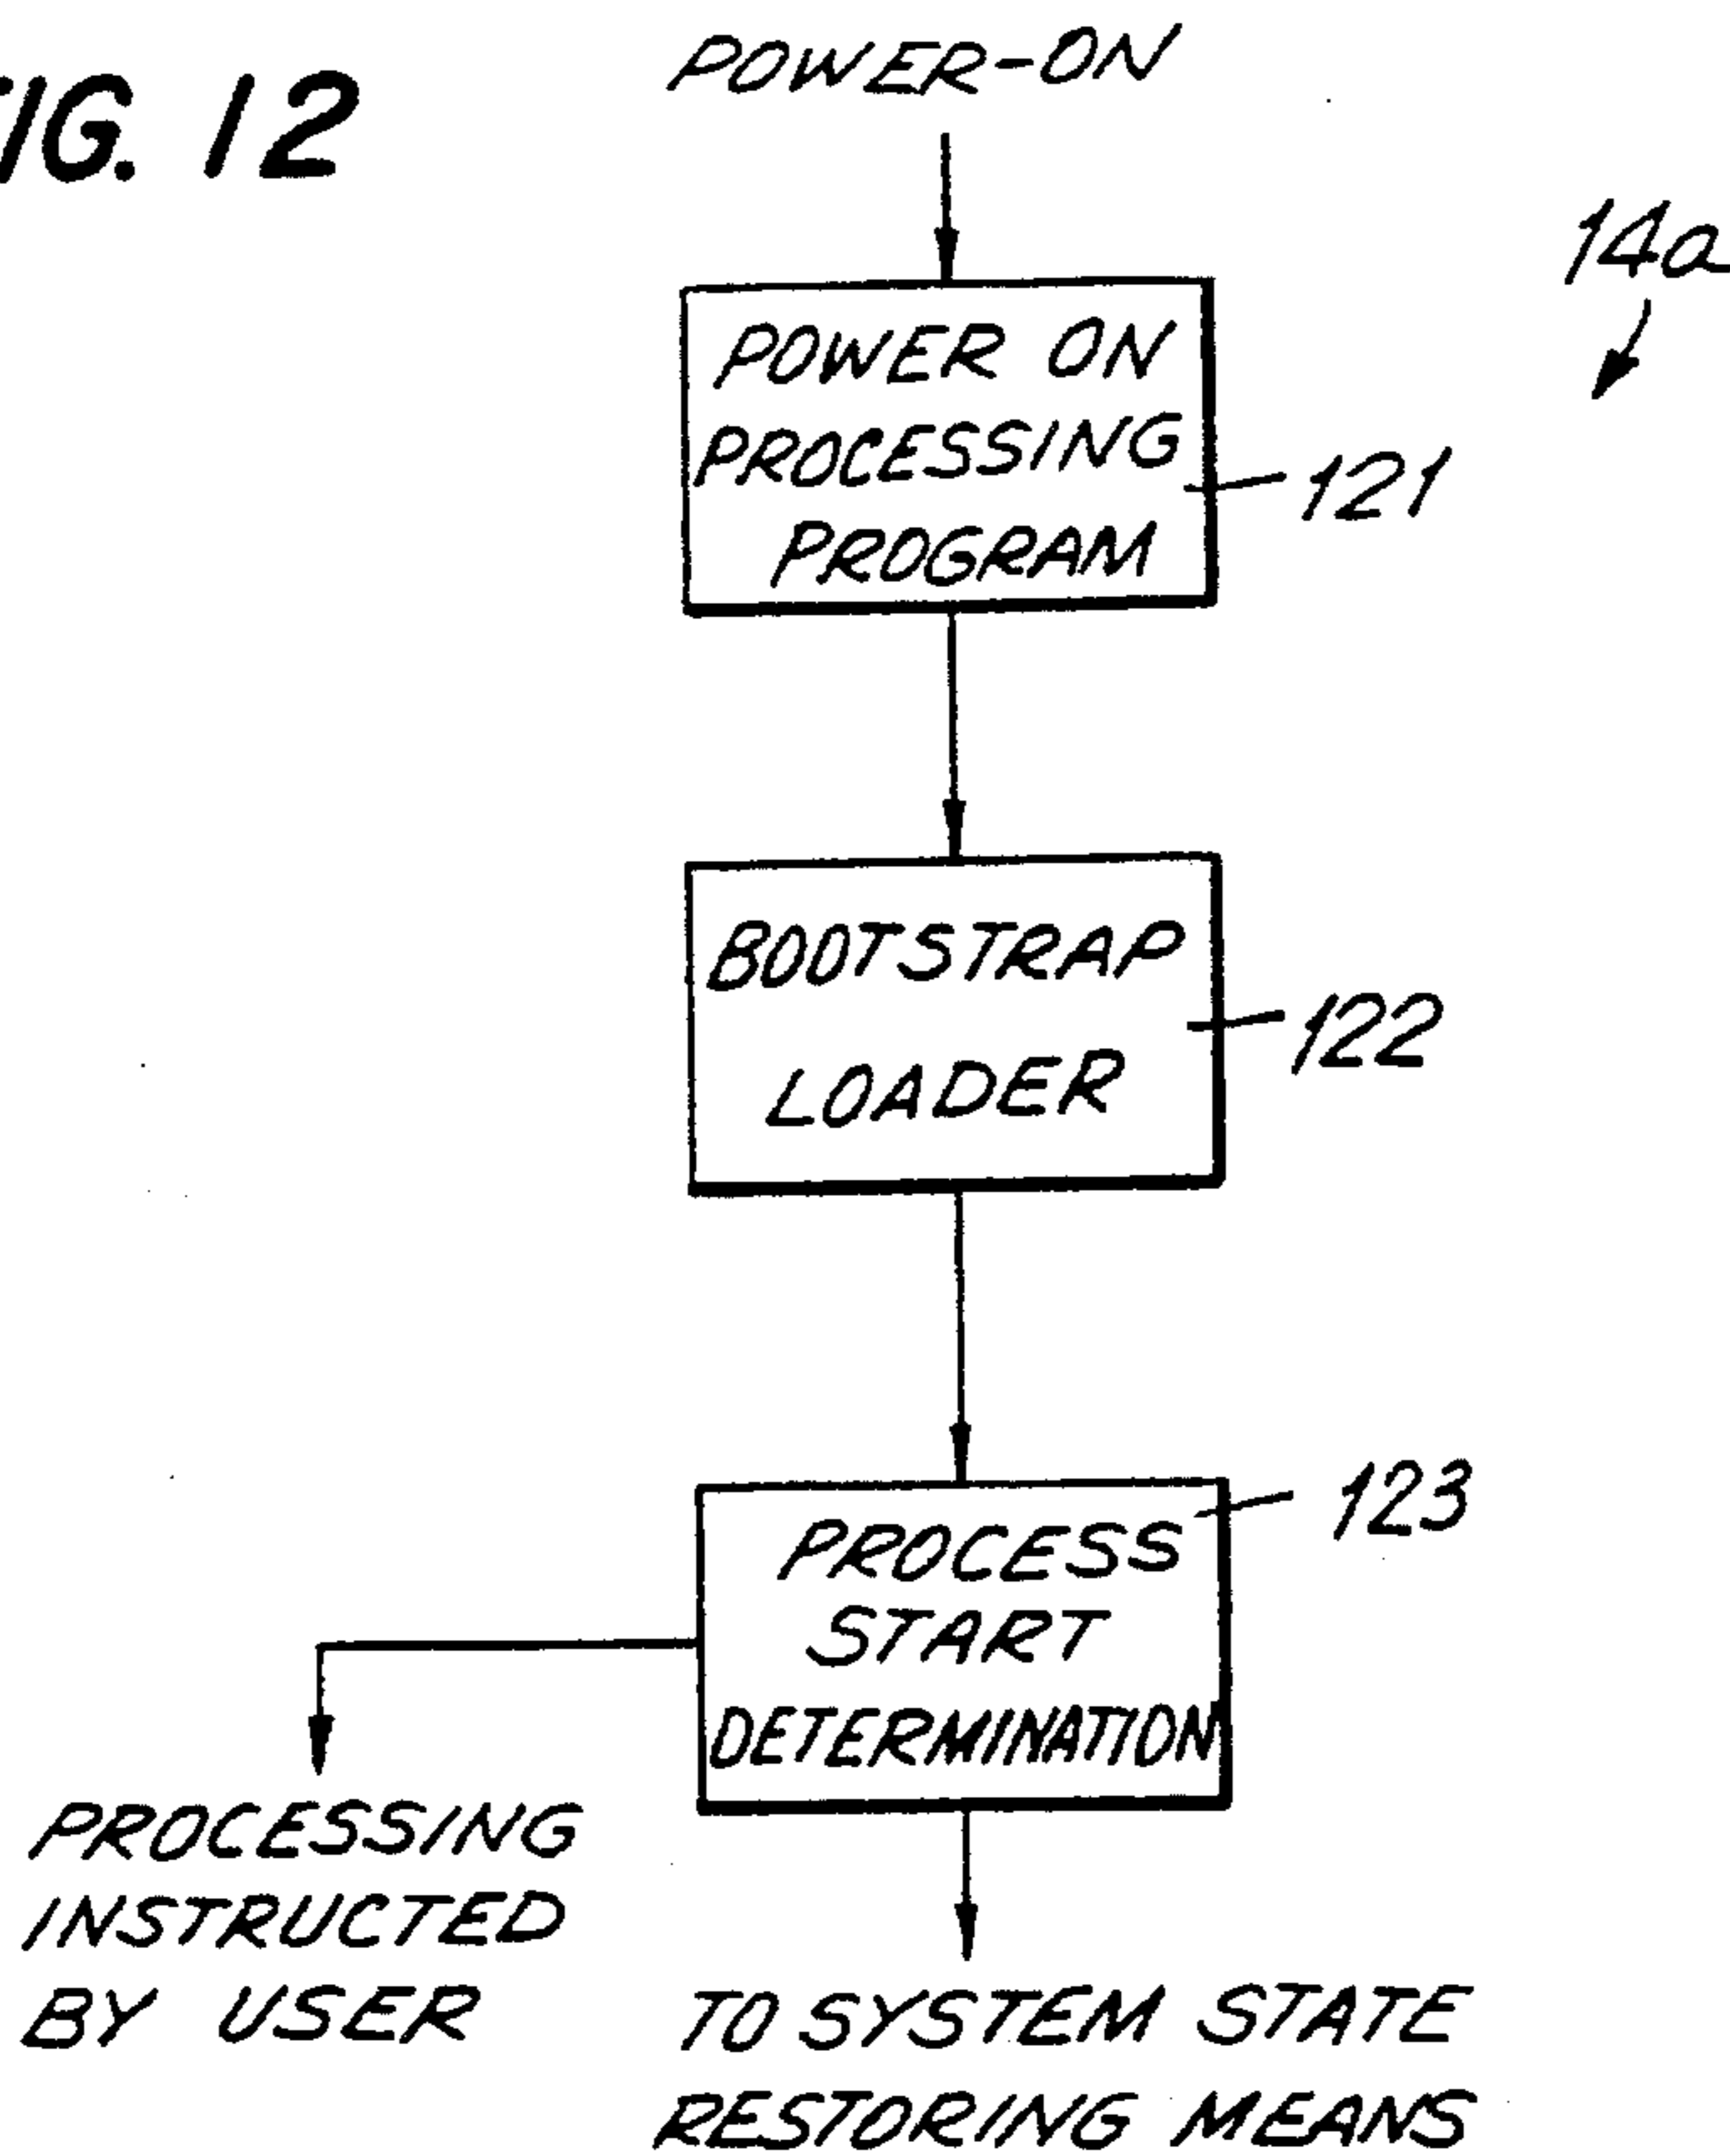 IG. 12
POWER-ON
14a
POWER ON
PROCESSING
PROGRAM
121
BOOTSTRAP
LOADER
122
123
PROCESS
START
DETERMINATION
PROCESSING
INSTRUCTED
BY USER
TO SYSTEM STATE
RESTORING MEANS